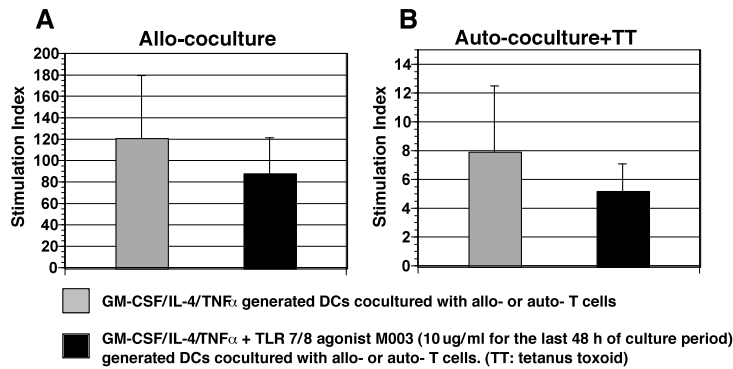 A
B
Allo-coculture
Auto-coculture+TT
Stimulation Index
200
180
160
140
120
100
80
60
40
20
0
Stimulation Index
14
12
10
8
6
4
2
0
GM-CSF/IL-4/TNFα generated DCs cocultured with allo- or auto- T cells
GM-CSF/IL-4/TNFα + TLR 7/8 agonist M003 (10 ug/ml for the last 48 h of culture period)
generated DCs cocultured with allo- or auto- T cells. (TT: tetanus toxoid)